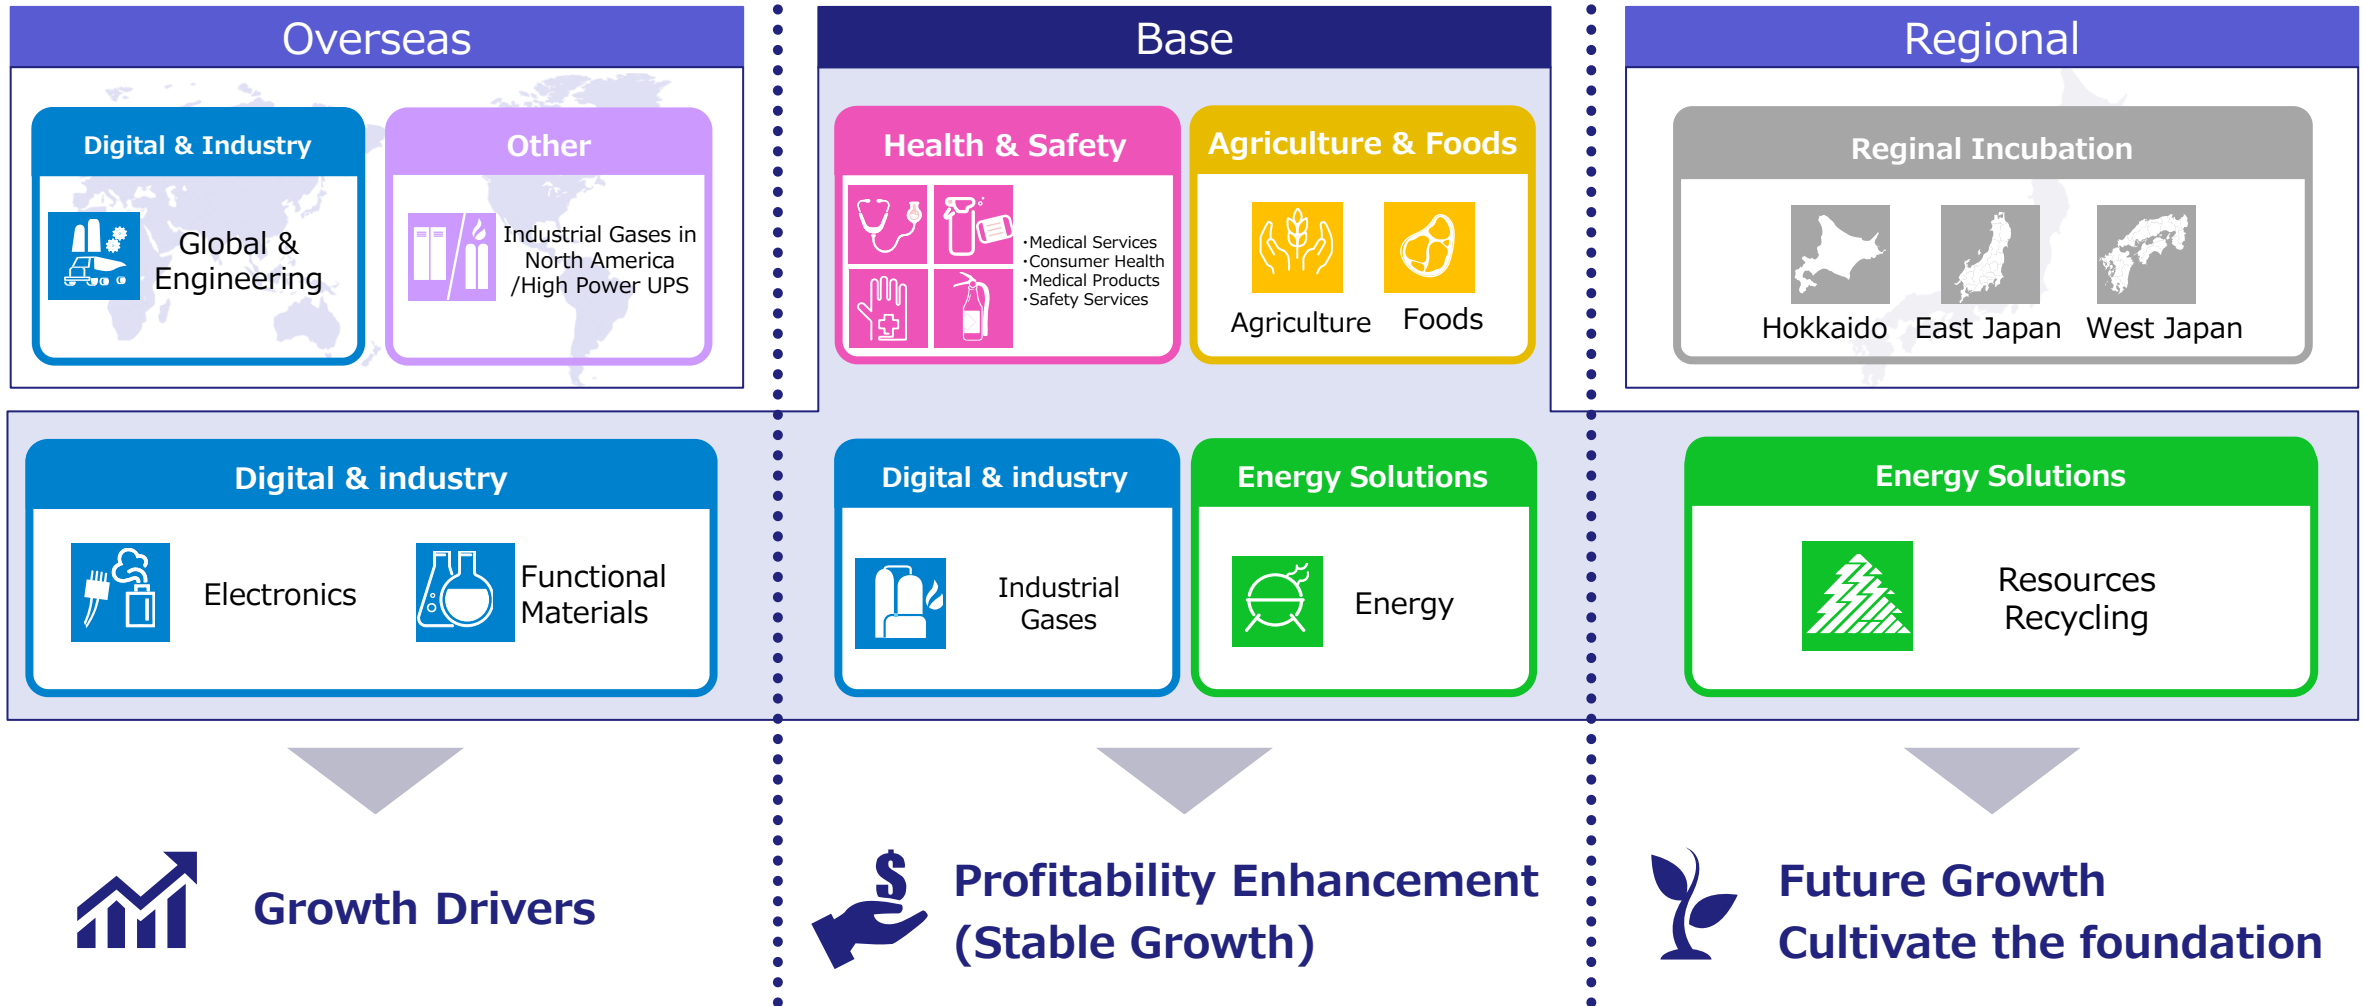 Overseas
Base
Regional
Digital & Industry
Global &
Engineering
Other
Industrial Gases in
North America
/High Power UPS
Health & Safety
・Medical Services
・Consumer Health
・Medical Products
・Safety Services
Agriculture & Foods
Agriculture
Foods
Reginal Incubation
Hokkaido
East Japan
West Japan
Digital & industry
Electronics
Functional
Materials
Digital & industry
Industrial
Gases
Energy Solutions
Energy
Energy Solutions
Resources
Recycling
Growth Drivers
$
Profitability Enhancement
(Stable Growth)
Future Growth
Cultivate the foundation